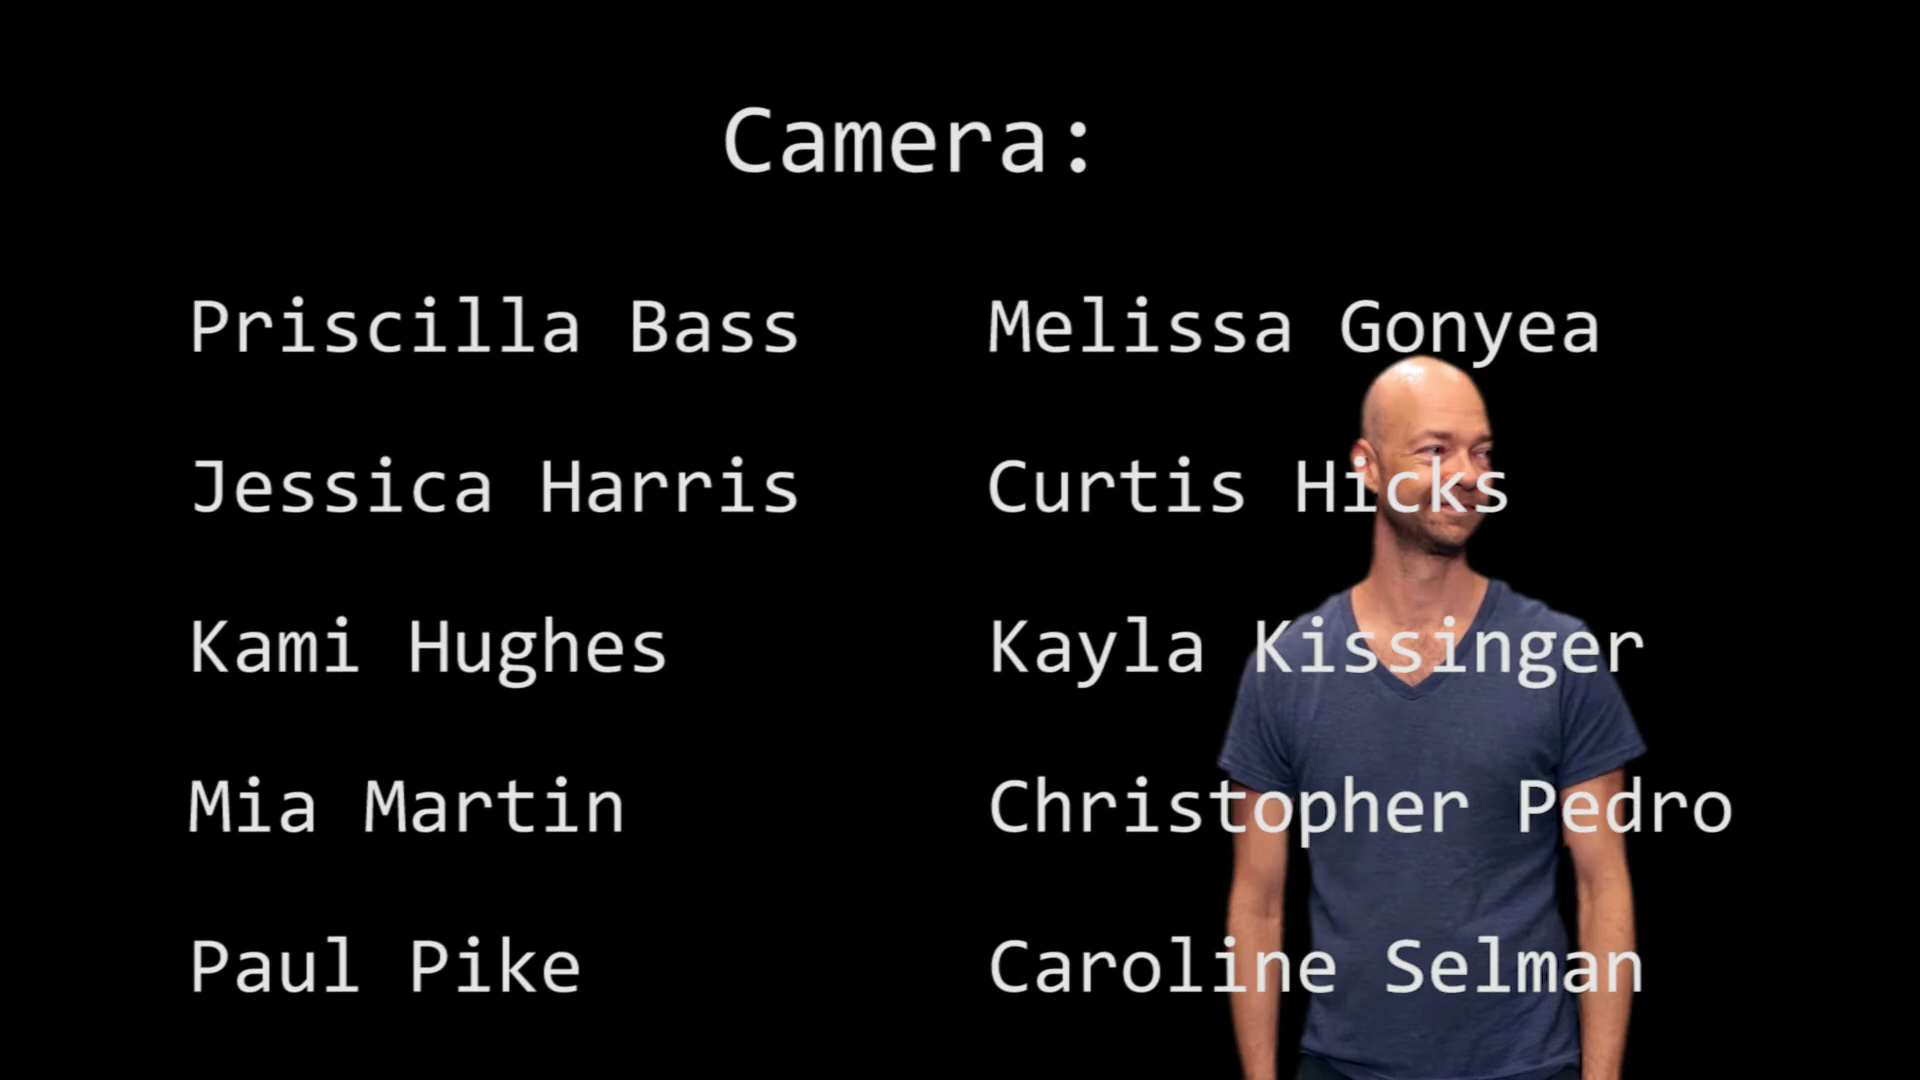 Camera:
Priscilla Bass
Melissa Gonyea
Jessica Harris
Curtis Hicks
Kami Hughes
Kayla Kissinger
Mia Martin
Christopher Pedro
Paul Pike
Caroline Selman